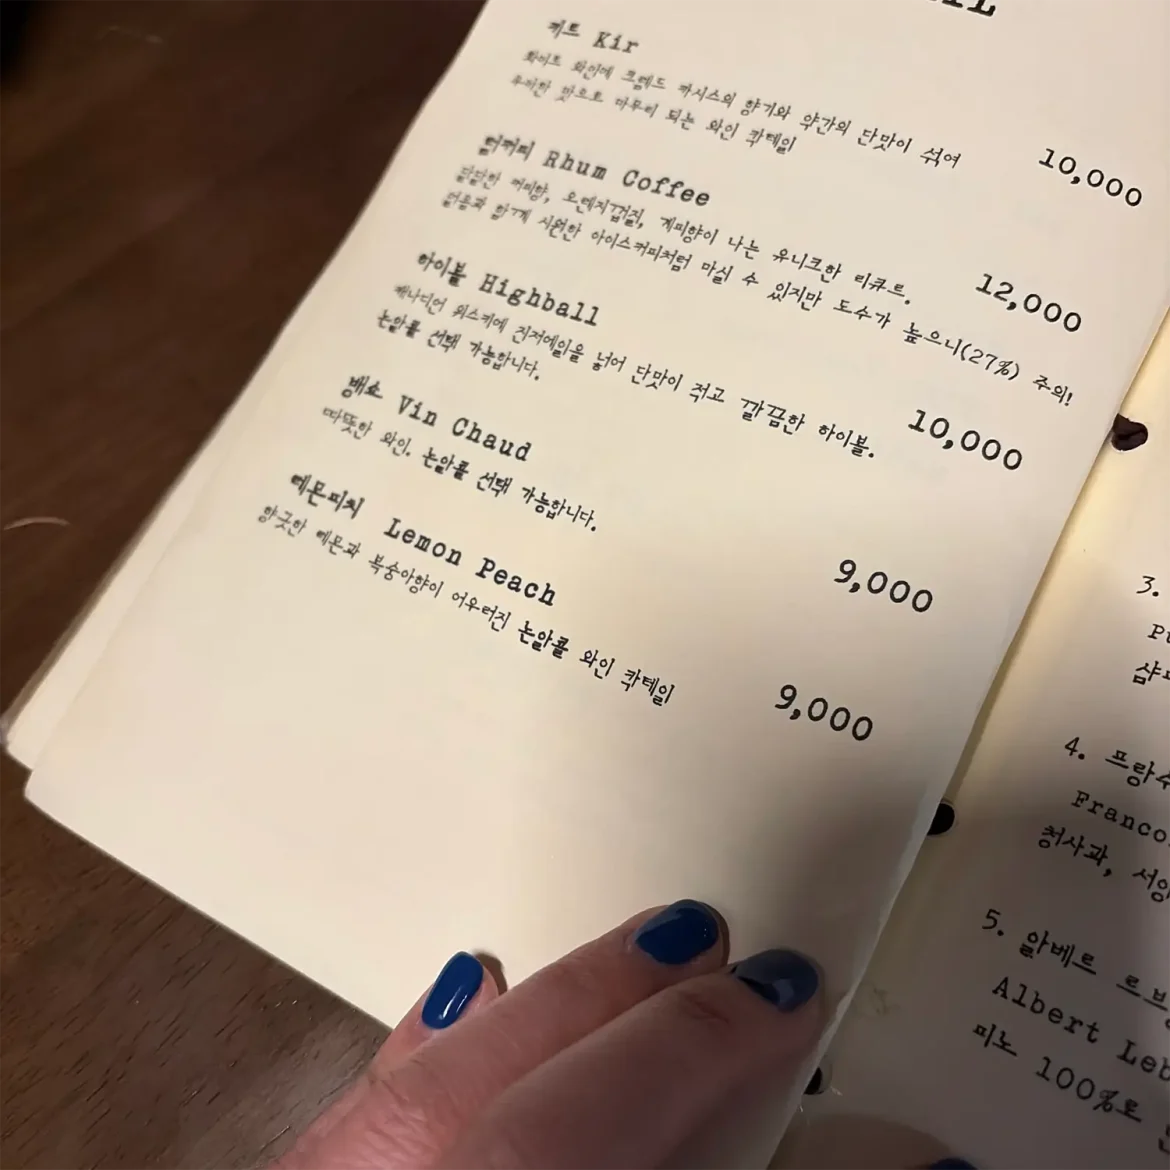 키르 Kir
화이트 와인에 크렘드 카시스의 향기와 약간의 단맛이 섞여
우아한 맛으로 마무리 되는 와인 칵테일
10,000
럼커피 Rhum Coffee
달달한 커피향, 오렌지껍질, 계피향이 나는 유니크한 리큐르.
얼음과 함께 시원한 아이스커피처럼 마실 수 있지만 도수가 높으니(27%) 주의!
12,000
하이볼 Highball
캐나디언 위스키에 진저에일을 넣어 단맛이 적고 깔끔한 하이볼.
논알콜 선택 가능합니다.
10,000
뱅쇼 Vin Chaud
따뜻한 와인. 논알콜 선택 가능합니다.
9,000
레몬피치 Lemon Peach
향긋한 레몬과 복숭아향이 어우러진 논알콜 와인 칵테일
9,000
3.
4. 프랑수
Franco
청사과, 서양
5. 알베르 르브
Albert Leb
피노 100%로